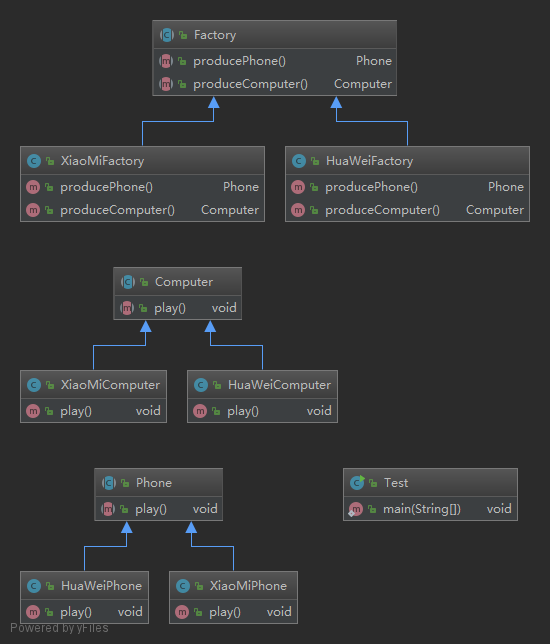 Factory
producePhone() Phone
produceComputer() Computer
XiaoMiFactory
producePhone() Phone
produceComputer() Computer
HuaWeiFactory
producePhone() Phone
produceComputer() Computer
Computer
play() void
XiaoMiComputer
play() void
HuaWeiComputer
play() void
Phone
play() void
Test
main(String[]) void
HuaWeiPhone
play() void
XiaoMiPhone
play() void
Powered by yFiles